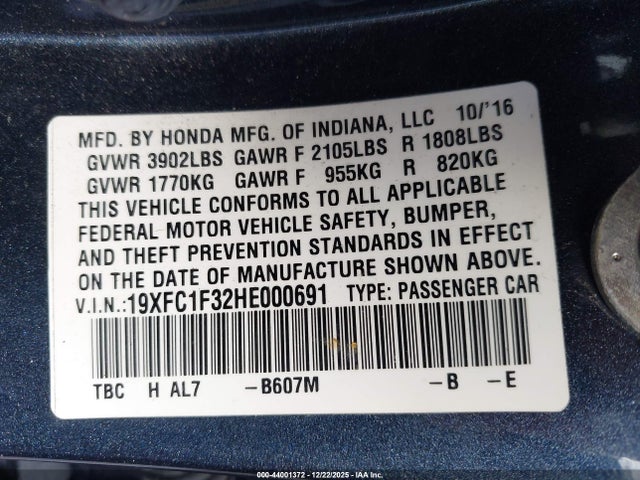 MFD. BY HONDA MFG. OF INDIANA, LLC 10/'16
GVWR 3902LBS GAWR F 2105LBS R 1808LBS
GVWR 1770KG GAWR F 955KG R 820KG
THIS VEHICLE CONFORMS TO ALL APPLICABLE
FEDERAL MOTOR VEHICLE SAFETY, BUMPER,
AND THEFT PREVENTION STANDARDS IN EFFECT
ON THE DATE OF MANUFACTURE SHOWN ABOVE.
V.I.N.:19XFC1F32HE000691 TYPE: PASSENGER CAR
TBC H AL7 -B607M -B -E
000-44001372 - 12/22/2025 - IAA Inc.